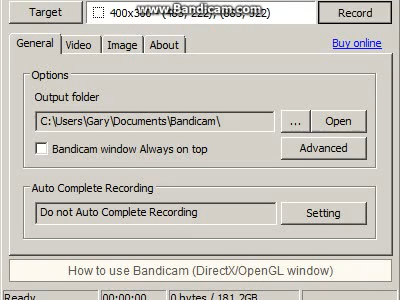 www.Bandicam.com
Target
Record
General
Video
Image
About
Buy online
Options
Output folder
C:\Users\Gary\Documents\Bandicam\
...
Open
Bandicam window Always on top
Advanced
Auto Complete Recording
Do not Auto Complete Recording
Setting
How to use Bandicam (DirectX/OpenGL window)
Ready
00:00:00
0 bytes / 181.2GB